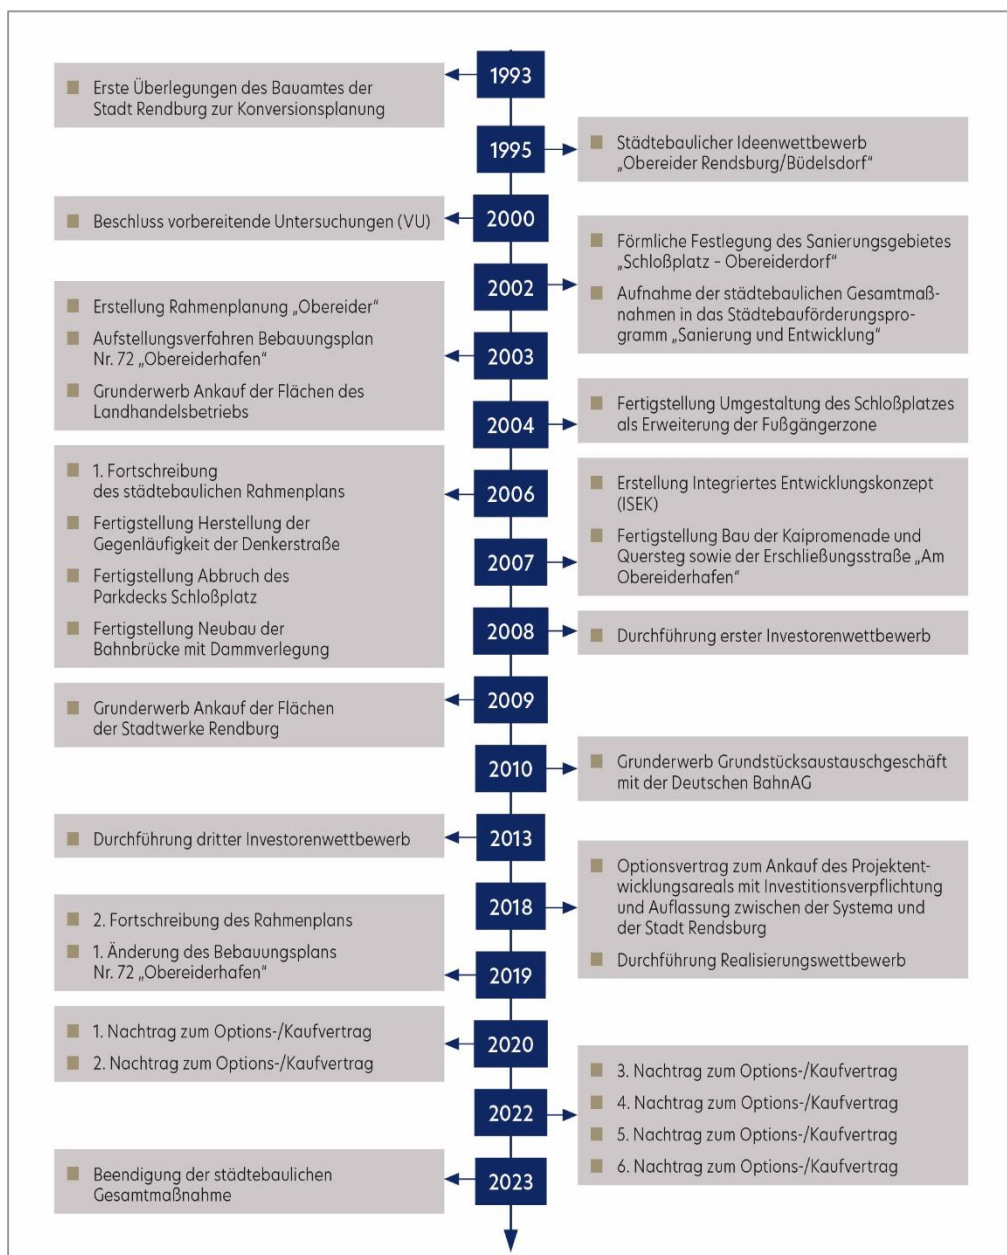 1993
Erste Überlegungen des Bauamtes der
Stadt Rendburg zur Konversionsplanung
1995
Städtebaulicher Ideenwettbewerb
„Obereider Rendsburg/Büdelsdorf“
2000
Beschluss vorbereitende Untersuchungen (VU)
2002
Förmliche Festlegung des Sanierungsgebietes
„Schloßplatz – Obereiderdorf“
Aufnahme der städtebaulichen Gesamtmaß-
nahmen in das Städtebauförderungspro-
gramm „Sanierung und Entwicklung“
2003
Erstellung Rahmenplanung „Obereider“
Aufstellungsverfahren Bebauungsplan
Nr. 72 „Obereiderhafen“
Grunderwerb Ankauf der Flächen des
Landhandelsbetriebs
2004
Fertigstellung Umgestaltung des Schloßplatzes
als Erweiterung der Fußgängerzone
2006
1. Fortschreibung
des städtebaulichen Rahmenplans
Fertigstellung Herstellung der
Gegenläufigkeit der Denkerstraße
Fertigstellung Abbruch des
Parkdecks Schloßplatz
Fertigstellung Neubau der
Bahnbrücke mit Dammverlegung
2007
Erstellung Integriertes Entwicklungskonzept
(ISEK)
Fertigstellung Bau der Kaipromenade und
Quersteg sowie der Erschließungsstraße „Am
Obereiderhafen“
2008
Durchführung erster Investorenwettbewerb
2009
Grunderwerb Ankauf der Flächen
der Stadtwerke Rendburg
2010
Grunderwerb Grundstücksaustauschgeschäft
mit der Deutschen BahnAG
2013
Durchführung dritter Investorenwettbewerb
2018
Optionsvertrag zum Ankauf des Projektent-
wicklungsareals mit Investitionsverpflichtung
und Auflassung zwischen der Systema und
der Stadt Rendsburg
Durchführung Realisierungswettbewerb
2019
2. Fortschreibung des Rahmenplans
1. Änderung des Bebauungsplans
Nr. 72 „Obereiderhafen“
2020
1. Nachtrag zum Options-/Kaufvertrag
2. Nachtrag zum Options-/Kaufvertrag
2022
3. Nachtrag zum Options-/Kaufvertrag
4. Nachtrag zum Options-/Kaufvertrag
5. Nachtrag zum Options-/Kaufvertrag
6. Nachtrag zum Options-/Kaufvertrag
2023
Beendigung der städtebaulichen
Gesamtmaßnahme